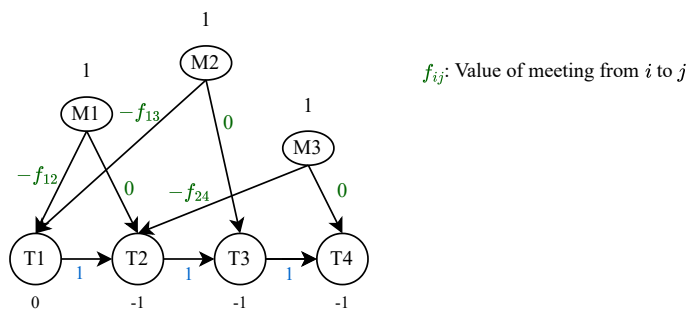 1
M2
1
M1
$f_{ij}$: Value of meeting from $i$ to $j$
$-f_{13}$
1
0
M3
$-f_{12}$
0
$-f_{24}$
0
T1
T2
T3
T4
1
1
1
0
-1
-1
-1